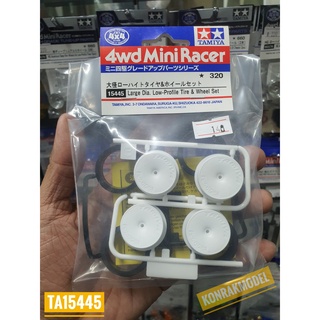 TAMIYA
4wd Mini Racer
ミニ四駆グレードアップパーツシリーズ
★ 320
大径ローハイトタイヤ&ホイールセット
15445 Large Dia. Low-Profile Tire & Wheel Set
TA15445
KONRAKMODEL